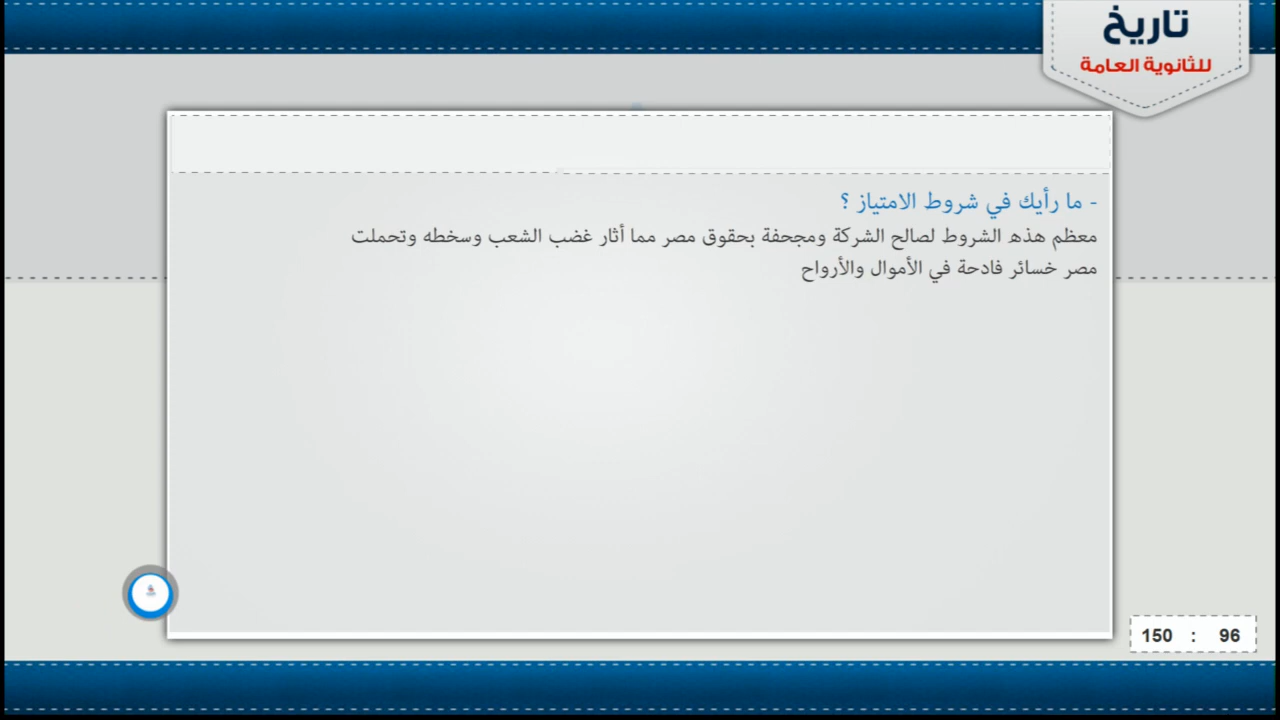 تاريخ
للثانوية العامة
- ما رأيك في شروط الامتياز ؟
معظم هذه الشروط لصالح الشركة ومجحفة بحقوق مصر مما أثار غضب الشعب وسخطه وتحملت
مصر خسائر فادحة في الأموال والأرواح
150 : 96